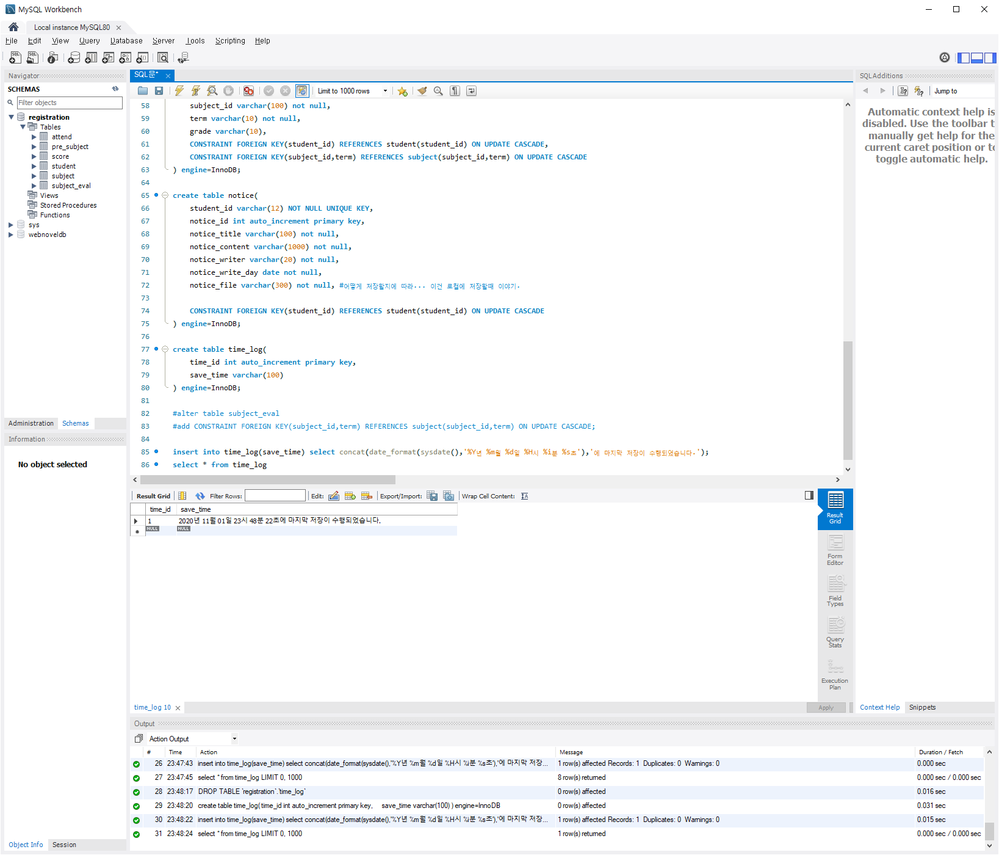 MySQL Workbench
Local instance MySQL80
File Edit View Query Database Server Tools Scripting Help
Navigator
SCHEMAS
Filter objects
registration
Tables
attend
pre_subject
score
student
subject
subject_eval
Views
Stored Procedures
Functions
sys
webnoveldb
Administration Schemas
Information
No object selected
Object Info Session
SQL문*
Limit to 1000 rows
58 subject_id varchar(100) not null,
59 term varchar(10) not null,
60 grade varchar(10),
61 CONSTRAINT FOREIGN KEY(student_id) REFERENCES student(student_id) ON UPDATE CASCADE,
62 CONSTRAINT FOREIGN KEY(subject_id,term) REFERENCES subject(subject_id,term) ON UPDATE CASCADE
63 ) engine=InnoDB;
64
65 create table notice(
66 student_id varchar(12) NOT NULL UNIQUE KEY,
67 notice_id int auto_increment primary key,
68 notice_title varchar(100) not null,
69 notice_content varchar(1000) not null,
70 notice_writer varchar(20) not null,
71 notice_write_day date not null,
72 notice_file varchar(300) not null, #어떻게 저장할지에 따라... 이건 로컬에 저장할때 이야기.
73
74 CONSTRAINT FOREIGN KEY(student_id) REFERENCES student(student_id) ON UPDATE CASCADE
75 ) engine=InnoDB;
76
77 create table time_log(
78 time_id int auto_increment primary key,
79 save_time varchar(100)
80 ) engine=InnoDB;
81
82 #alter table subject_eval
83 #add CONSTRAINT FOREIGN KEY(subject_id,term) REFERENCES subject(subject_id,term) ON UPDATE CASCADE;
84
85 insert into time_log(save_time) select concat(date_format(sysdate(),'%Y년 %m월 %d일 %H시 %i분 %s초'),'에 마지막 저장이 수행되었습니다.');
86 select * from time_log
Result Grid Filter Rows: Edit: Export/Import: Wrap Cell Content:
time_id save_time
1 2020년 11월 01일 23시 48분 22초에 마지막 저장이 수행되었습니다.
NULL NULL
Result Grid
Form Editor
Field Types
Query Stats
Execution Plan
time_log 10
Apply
SQLAdditions
Jump to
Automatic context help is
disabled. Use the toolbar t
manually get help for the
current caret position or to
toggle automatic help.
Context Help Snippets
Output
Action Output
# Time Action Message Duration / Fetch
26 23:47:43 insert into time_log(save_time) select concat(date_format(sysdate(),'%Y년 %m월 %d일 %H시 %i분 %s초'),'에 마지막 저장... 1 row(s) affected Records: 1 Duplicates: 0 Warnings: 0 0.000 sec
27 23:47:45 select * from time_log LIMIT 0, 1000 8 row(s) returned 0.000 sec / 0.000 sec
28 23:48:17 DROP TABLE `registration`.`time_log` 0 row(s) affected 0.016 sec
29 23:48:20 create table time_log( time_id int auto_increment primary key, save_time varchar(100) ) engine=InnoDB 0 row(s) affected 0.031 sec
30 23:48:22 insert into time_log(save_time) select concat(date_format(sysdate(),'%Y년 %m월 %d일 %H시 %i분 %s초'),'에 마지막 저장... 1 row(s) affected Records: 1 Duplicates: 0 Warnings: 0 0.015 sec
31 23:48:24 select * from time_log LIMIT 0, 1000 1 row(s) returned 0.000 sec / 0.000 sec